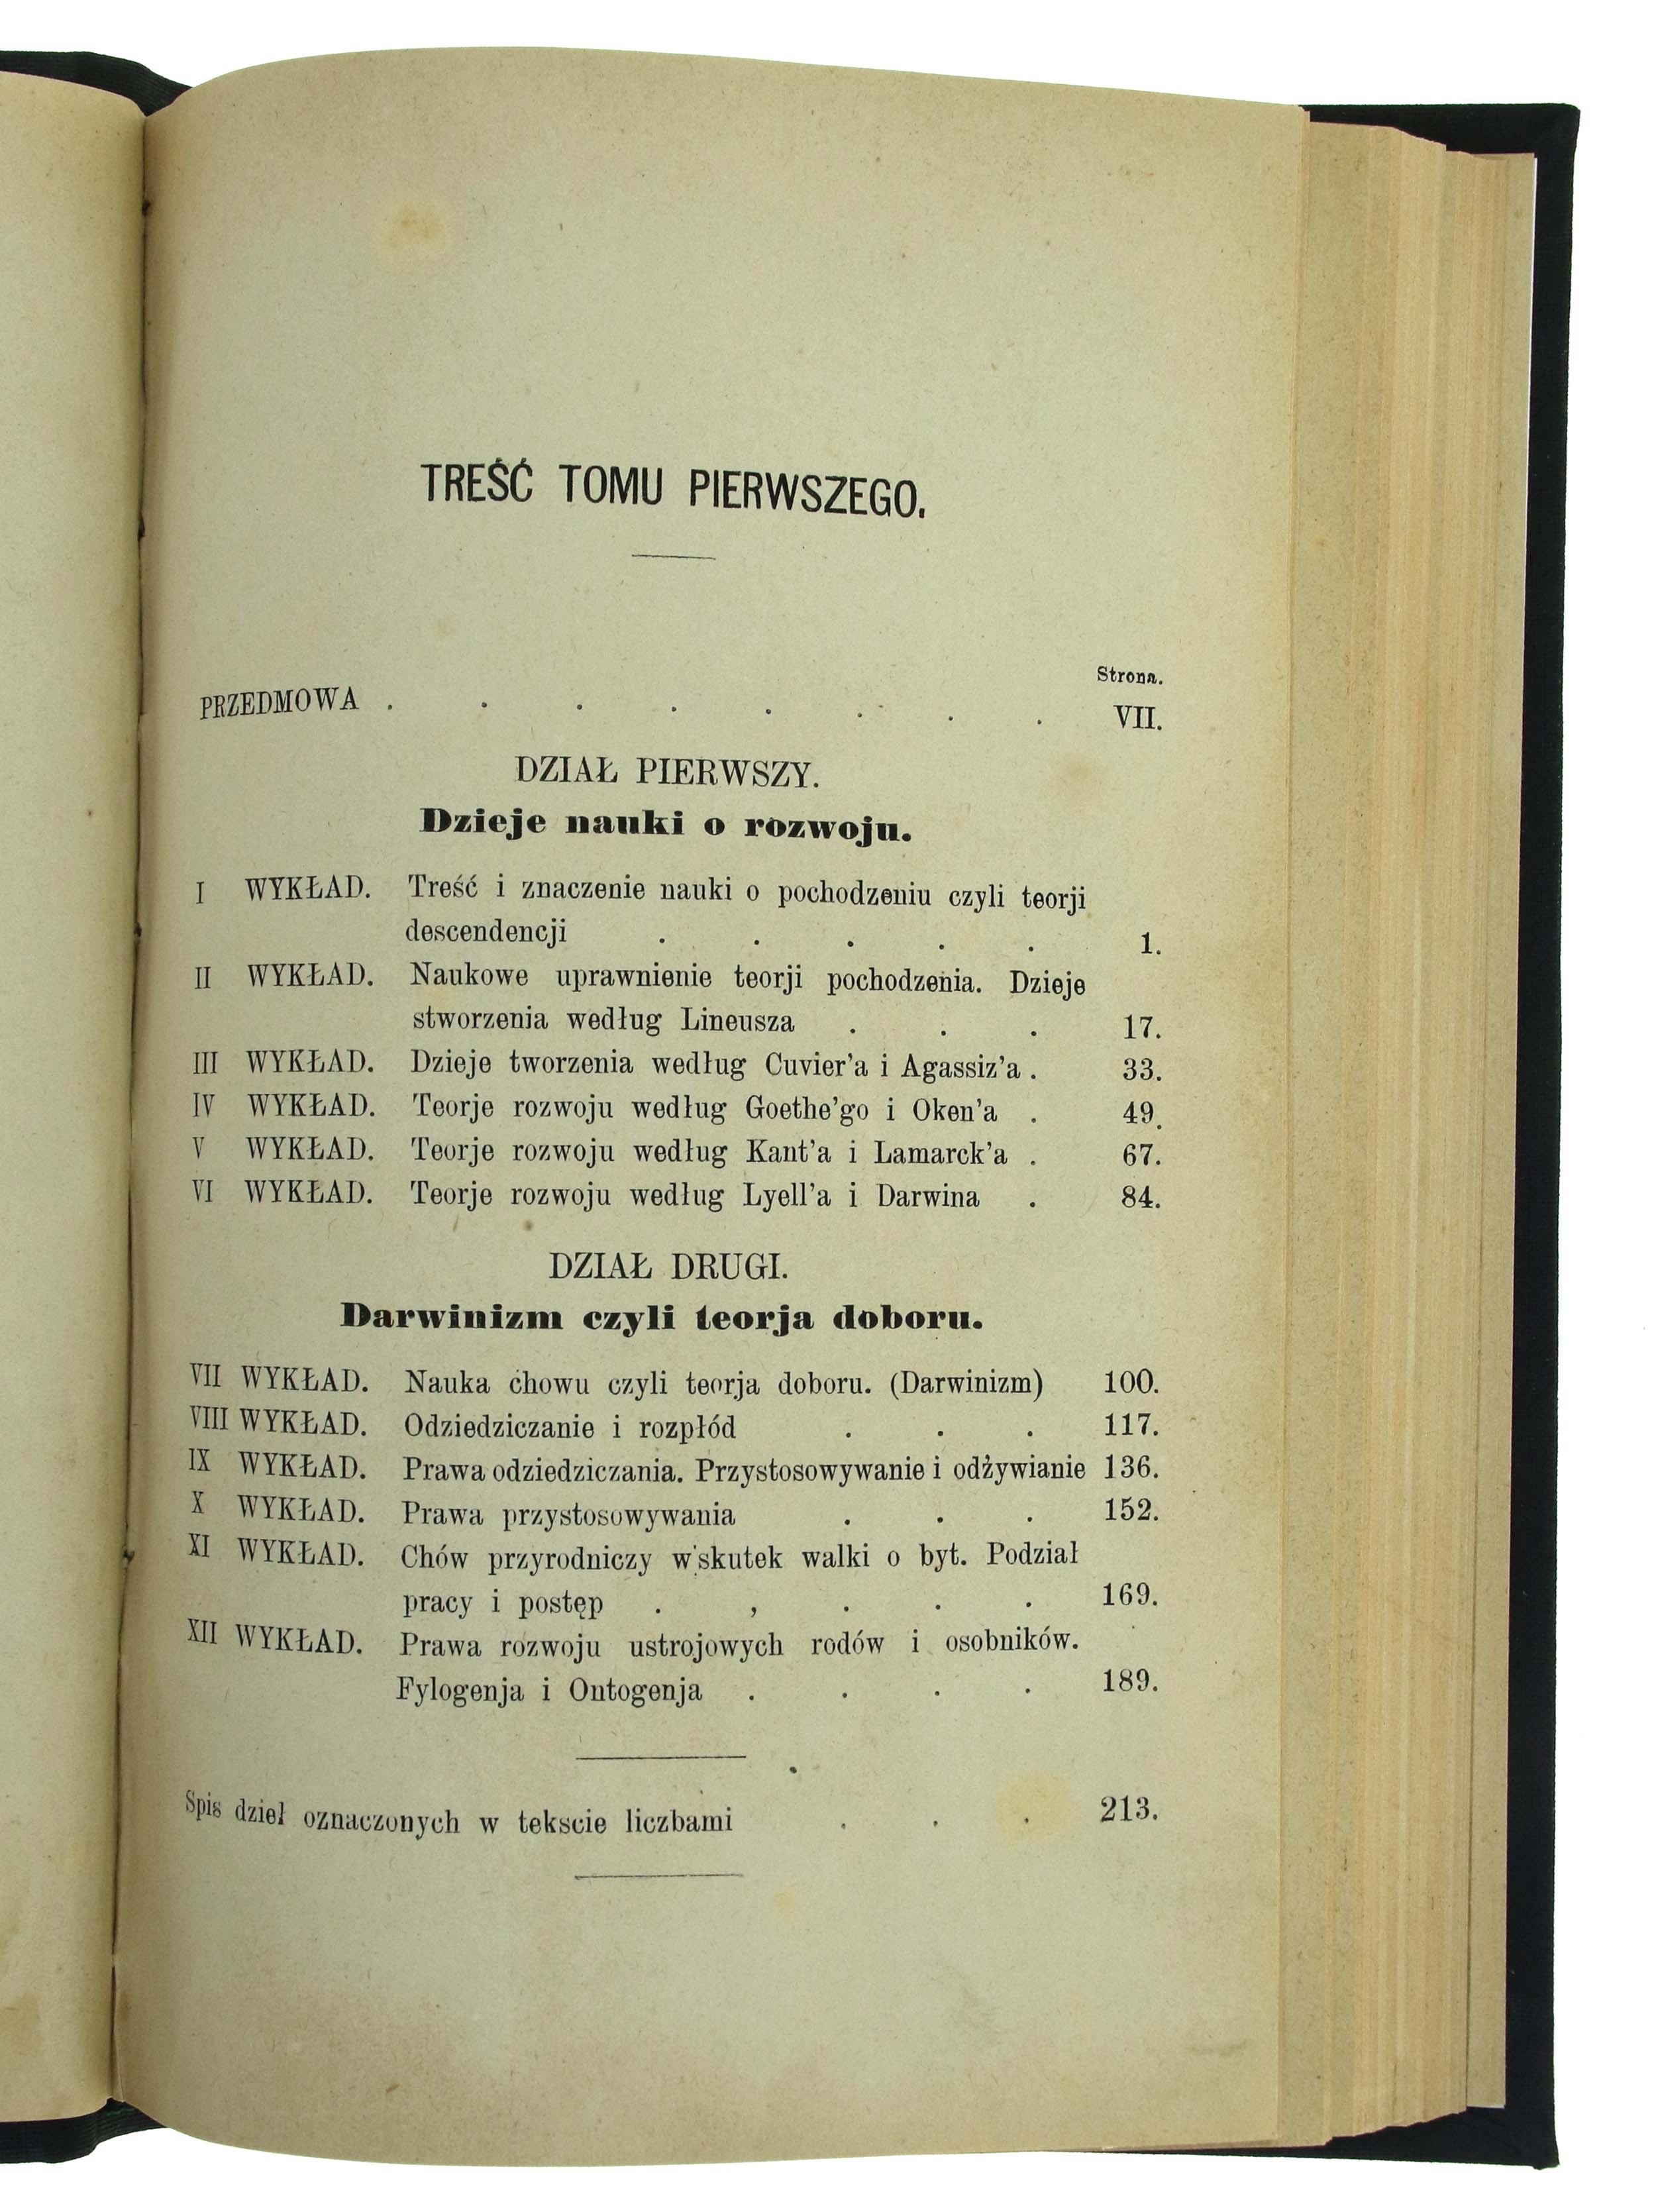 TREŚĆ TOMU PIERWSZEGO.
Strona.
PRZEDMOWA . . . . . . . . VII.
DZIAŁ PIERWSZY.
Dzieje nauki o rozwoju.
I WYKŁAD. Treść i znaczenie nauki o pochodzeniu czyli teorji
descendencji . . . . . 1.
II WYKŁAD. Naukowe uprawnienie teorji pochodzenia. Dzieje
stworzenia według Lineusza . . . 17.
III WYKŁAD. Dzieje tworzenia według Cuvier'a i Agassiz'a . 33.
IV WYKŁAD. Teorje rozwoju według Goethe'go i Oken'a . 49.
V WYKŁAD. Teorje rozwoju według Kant'a i Lamarck'a . 67.
VI WYKŁAD. Teorje rozwoju według Lyell'a i Darwina . 84.
DZIAŁ DRUGI.
Darwinizm czyli teorja doboru.
VII WYKŁAD. Nauka chowu czyli teorja doboru. (Darwinizm) 100.
VIII WYKŁAD. Odziedziczanie i rozpłód . . . 117.
IX WYKŁAD. Prawa odziedziczania. Przystosowywanie i odżywianie 136.
X WYKŁAD. Prawa przystosowywania . . . 152.
XI WYKŁAD. Chów przyrodniczy w'skutek walki o byt. Podział
pracy i postęp . , . . . 169.
XII WYKŁAD. Prawa rozwoju ustrojowych rodów i osobników.
Fylogenja i Ontogenja . . . . 189.
Spis dzieł oznaczonych w tekscie liczbami . . . 213.